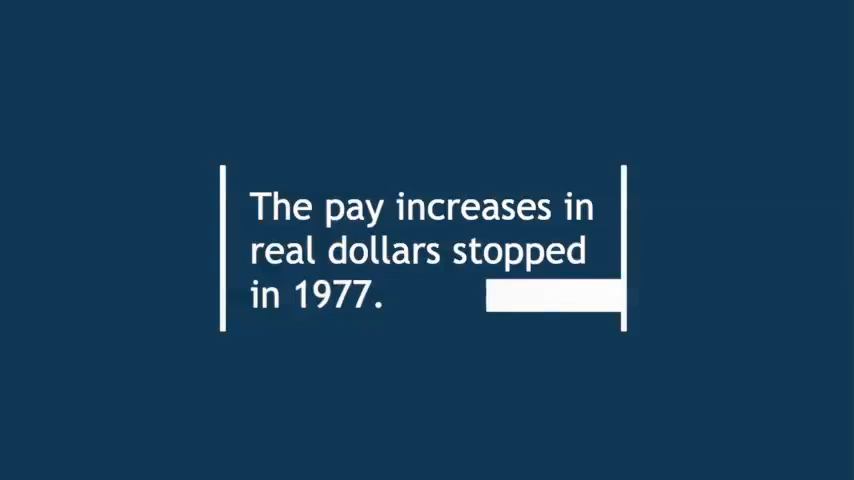 The pay increases in
real dollars stopped
in 1977.